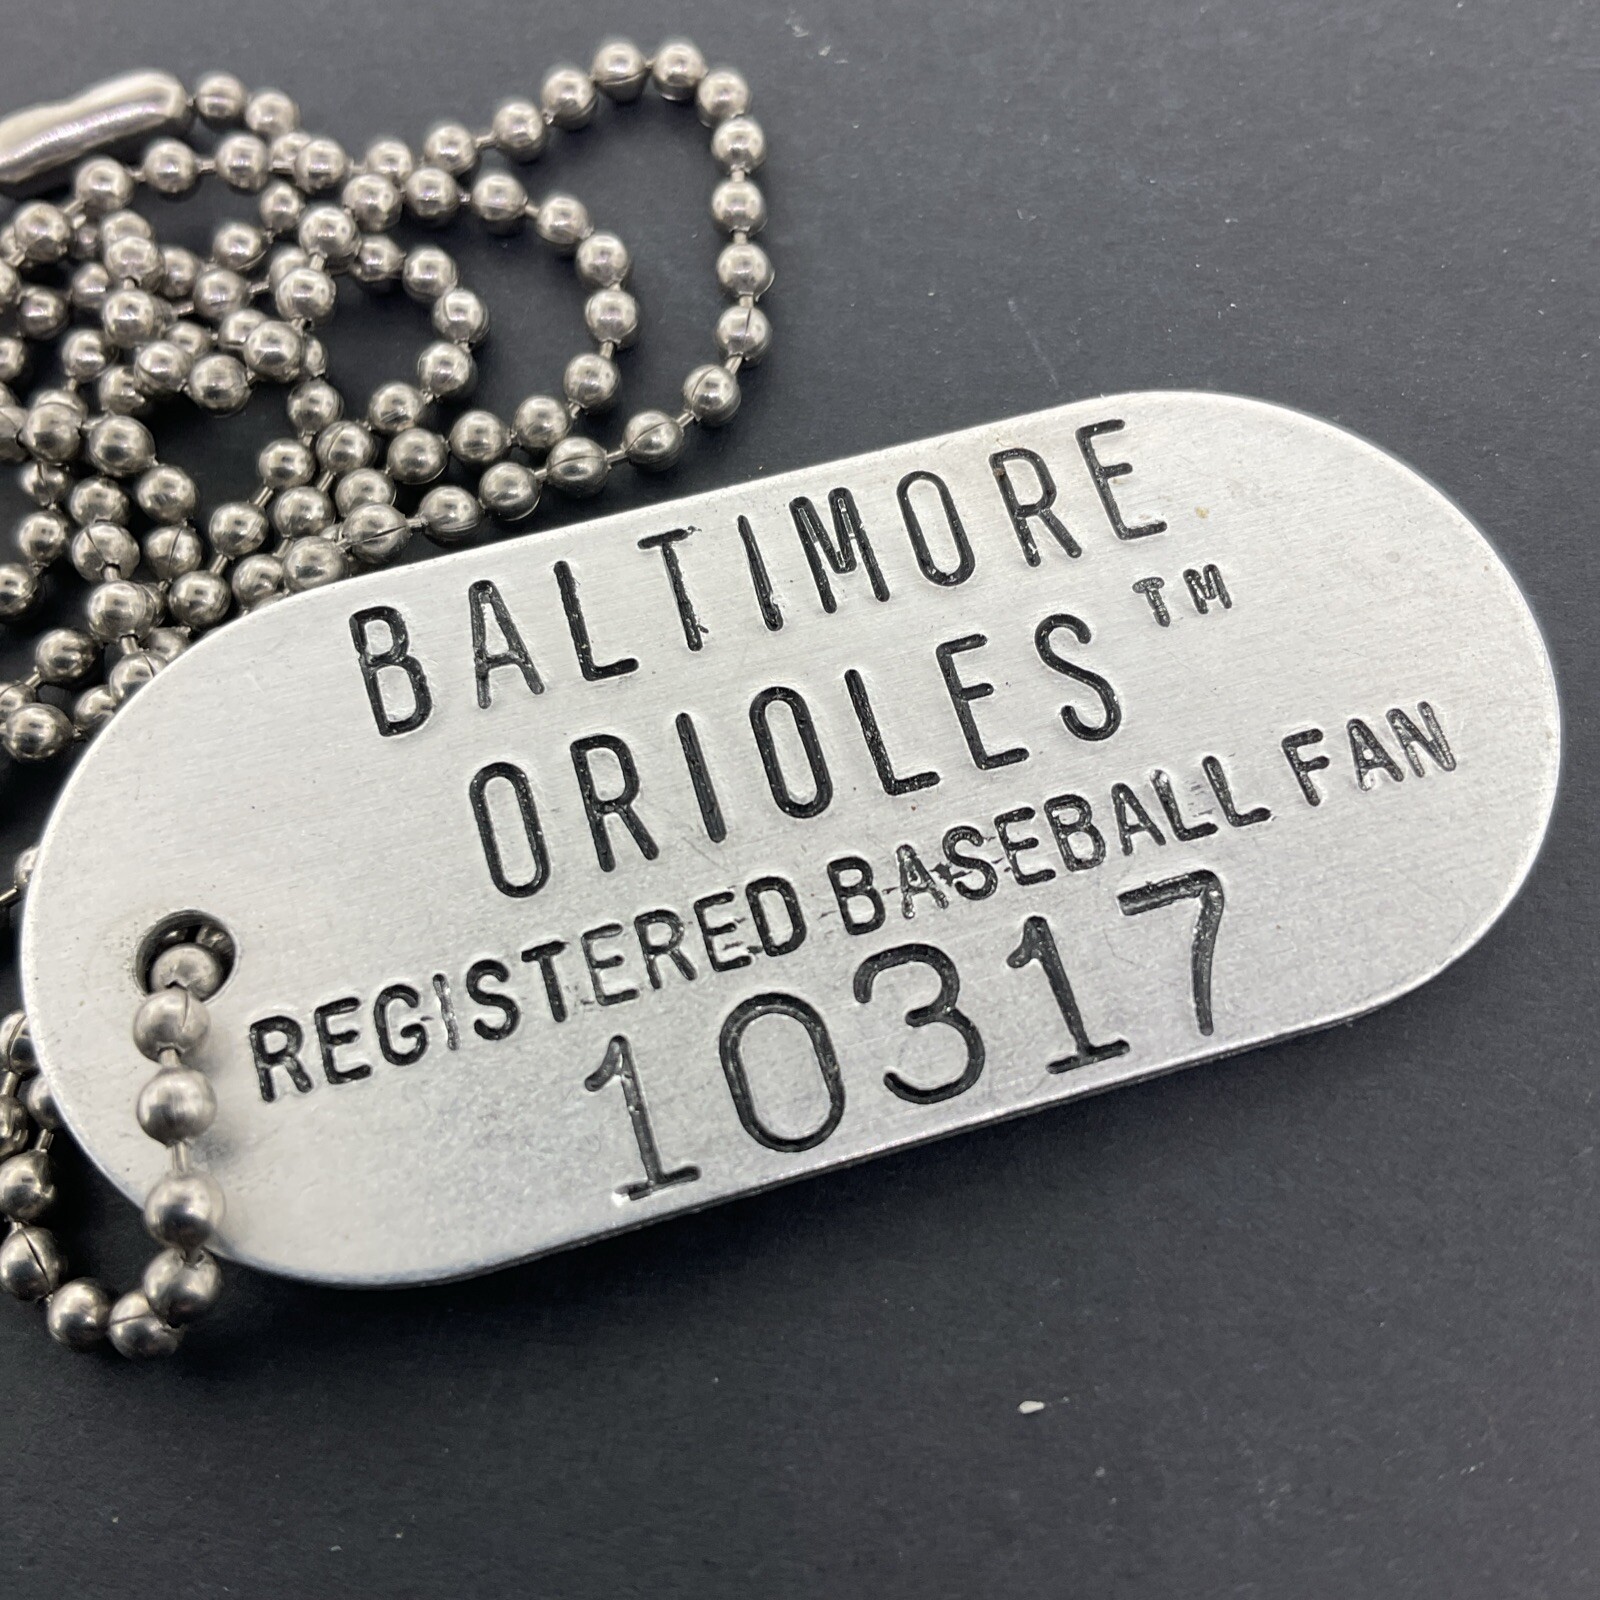 BALTIMORE
ORIOLES™
REGISTERED BASEBALL FAN
10317